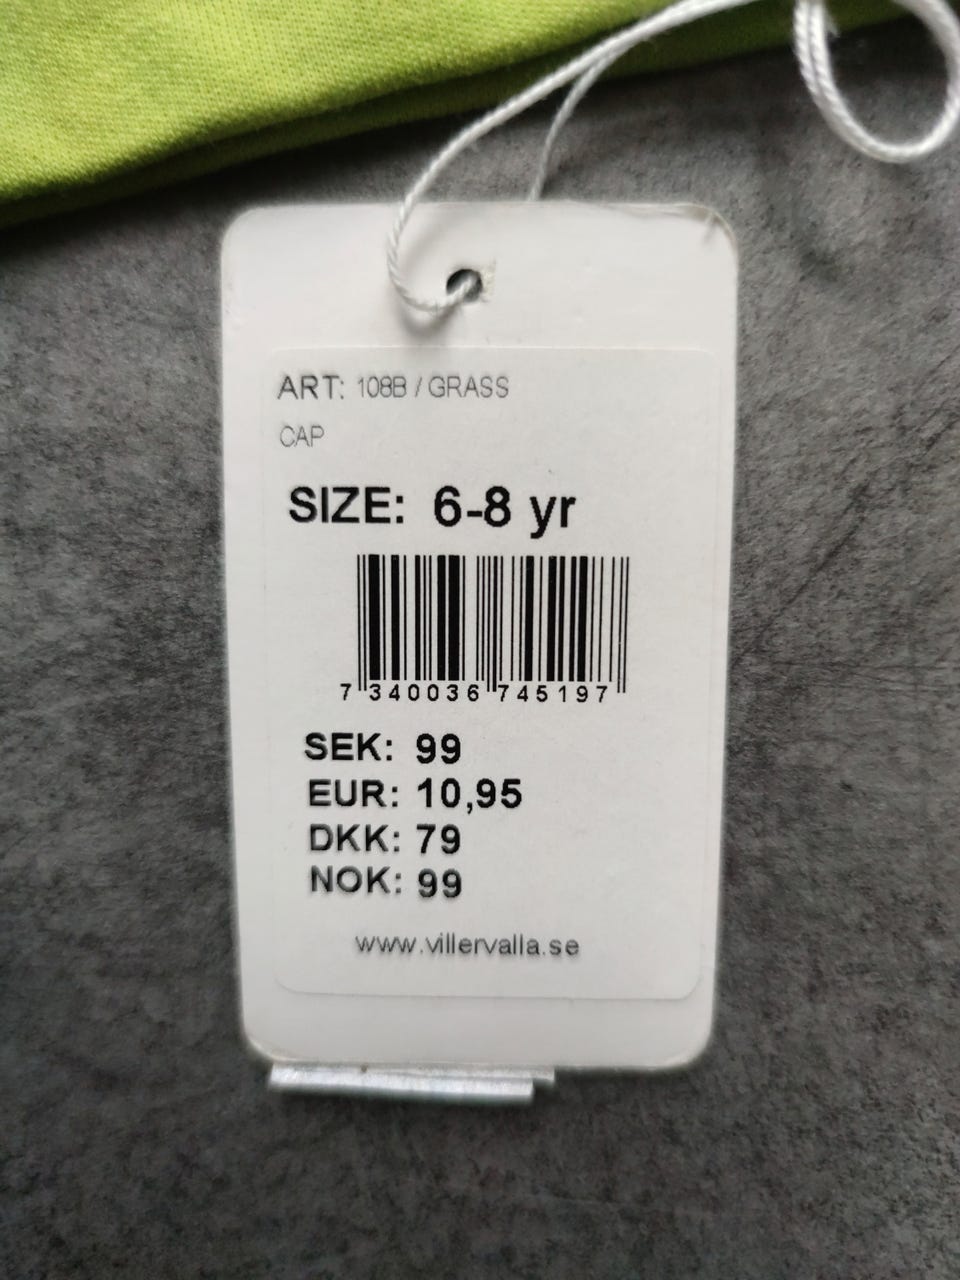 ART: 108B / GRASS
CAP
SIZE: 6-8 yr
7 340036 745197
SEK: 99
EUR: 10,95
DKK: 79
NOK: 99
www.villervalla.se